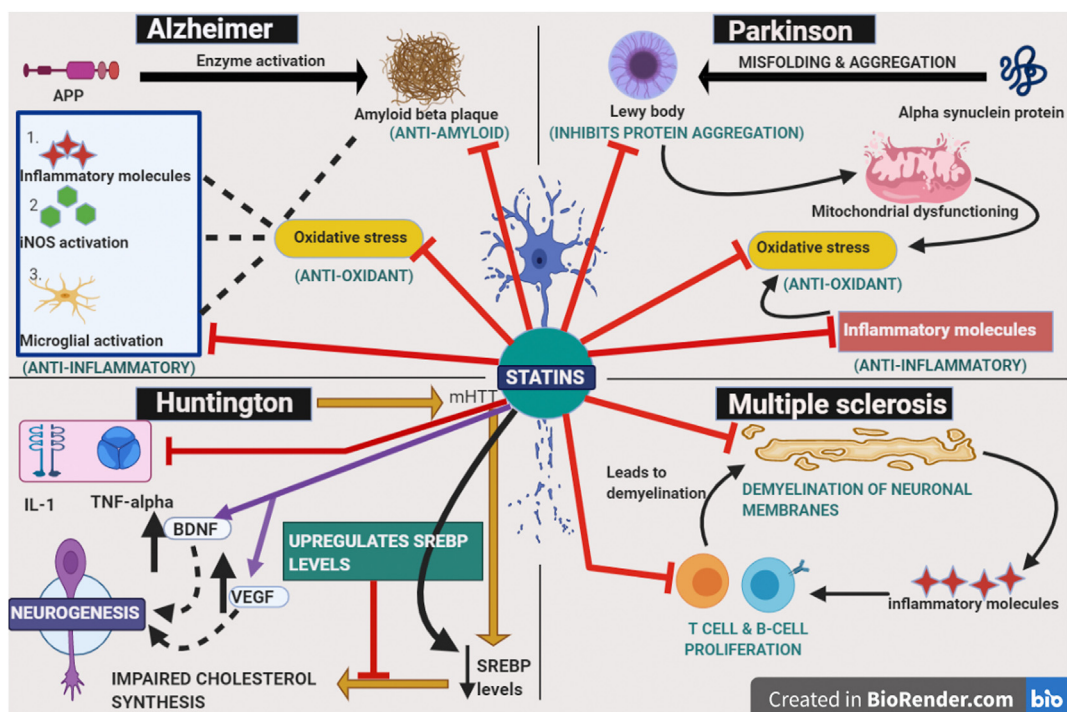 Alzheimer
APP
Enzyme activation
Amyloid beta plaque
(ANTI-AMYLOID)
1.
Inflammatory molecules
2
iNOS activation
3.
Microglial activation
(ANTI-INFLAMMATORY)
Oxidative stress
(ANTI-OXIDANT)
Parkinson
MISFOLDING & AGGREGATION
Lewy body
(INHIBITS PROTEIN AGGREGATION)
Alpha synuclein protein
Mitochondrial dysfunctioning
Oxidative stress
(ANTI-OXIDANT)
Inflammatory molecules
(ANTI-INFLAMMATORY)
STATINS
Huntington
mHTT
IL-1
TNF-alpha
BDNF
VEGF
NEUROGENESIS
UPREGULATES SREBP
LEVELS
SREBP
levels
IMPAIRED CHOLESTEROL
SYNTHESIS
Multiple sclerosis
Leads to
demyelination
DEMYELINATION OF NEURONAL
MEMBRANES
inflammatory molecules
T CELL & B-CELL
PROLIFERATION
Created in BioRender.com bio